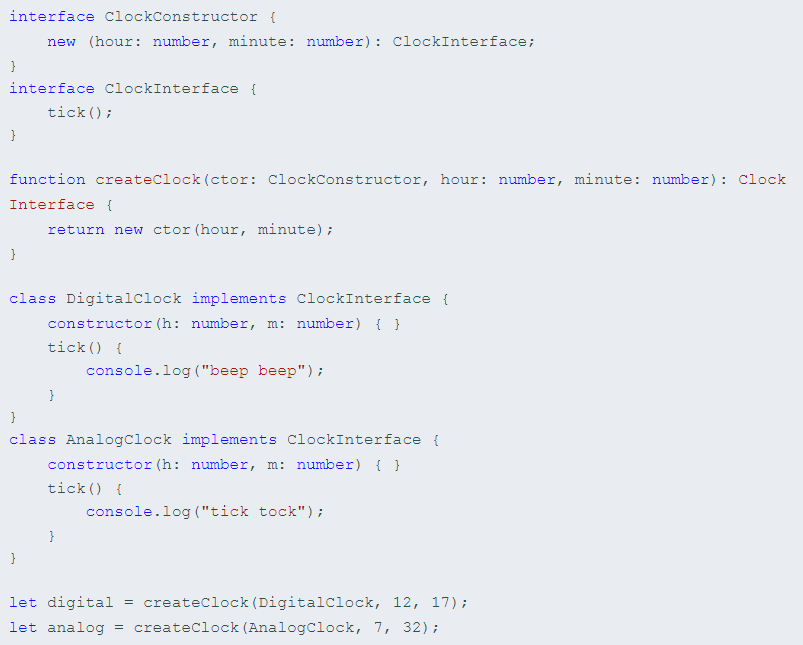 interface ClockConstructor {
    new (hour: number, minute: number): ClockInterface;
}
interface ClockInterface {
    tick();
}

function createClock(ctor: ClockConstructor, hour: number, minute: number): Clock
Interface {
    return new ctor(hour, minute);
}

class DigitalClock implements ClockInterface {
    constructor(h: number, m: number) { }
    tick() {
        console.log("beep beep");
    }
}
class AnalogClock implements ClockInterface {
    constructor(h: number, m: number) { }
    tick() {
        console.log("tick tock");
    }
}

let digital = createClock(DigitalClock, 12, 17);
let analog = createClock(AnalogClock, 7, 32);